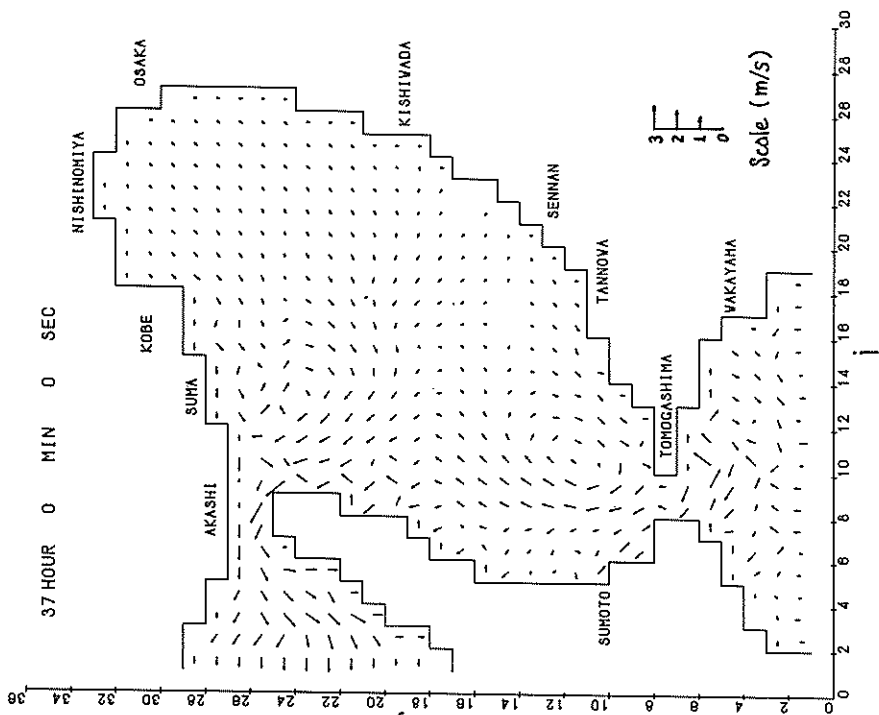 37 HOUR 0 MIN 0 SEC
NISHINOMIYA
OSAKA
KOBE
SUMA
AKASHI
KISHIWADA
SENNAN
TANNOWA
TOMOGASHIMA
WAKAYAMA
SUMOTO
3
2
1
0
Scale (m/s)
36
34
32
30
28
26
24
22
20
18
16
14
12
10
8
6
4
2
0
j
0 2 4 6 8 10 12 14 16 18 20 22 24 26 28 30
i